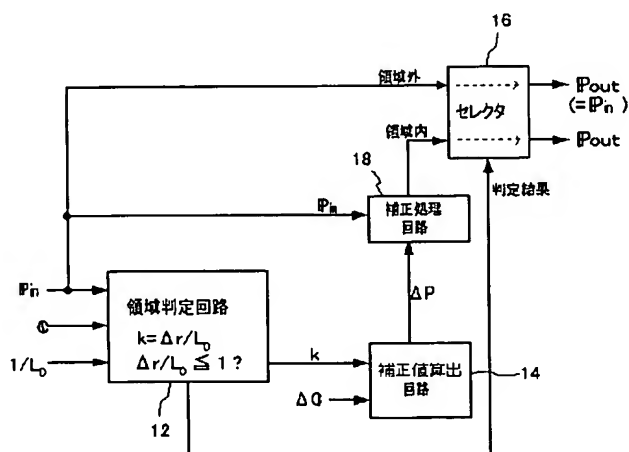 16
領域外
Pout
(=Pin)
セレクタ
領域内
Pout
18
判定結果
Pin
補正処理
回路
Pin
ΔP
領域判定回路
k=Δr/L₀
Δr/L₀ ≦ 1 ?
1/L₀
k
補正値算出
回路
14
12